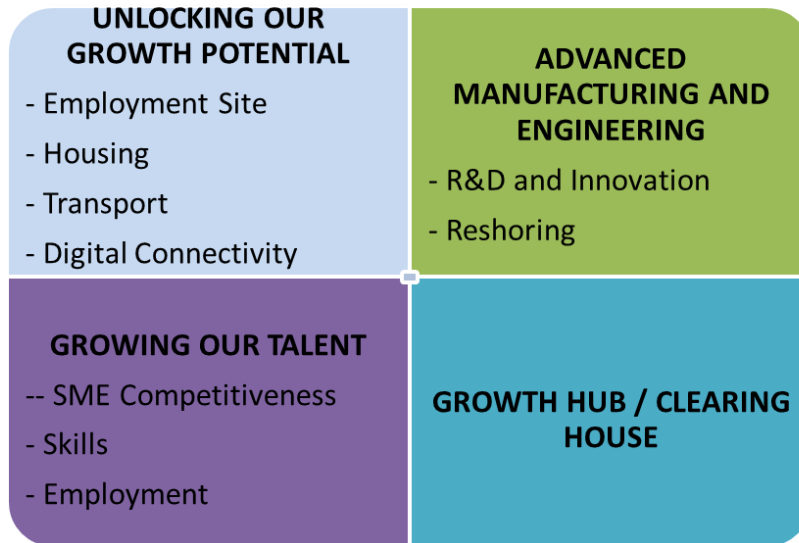 UNLOCKING OUR
GROWTH POTENTIAL
- Employment Site
- Housing
- Transport
- Digital Connectivity
ADVANCED
MANUFACTURING AND
ENGINEERING
- R&D and Innovation
- Reshoring
GROWING OUR TALENT
-- SME Competitiveness
- Skills
- Employment
GROWTH HUB / CLEARING
HOUSE